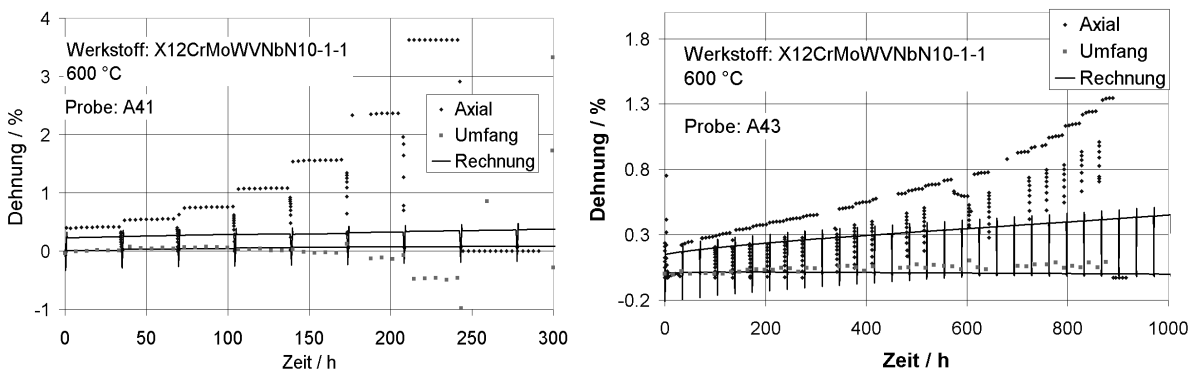 4
3
2
1
0
-1
Dehnung / %
Werkstoff: X12CrMoWVNbN10-1-1
600 °C
Probe: A41
Axial
Umfang
Rechnung
0
50
100
150
200
250
300
Zeit / h
1.8
1.3
0.8
0.3
-0.2
Dehnung / %
Werkstoff: X12CrMoWVNbN10-1-1
600 °C
Probe: A43
Axial
Umfang
Rechnung
0
200
400
600
800
1000
Zeit / h